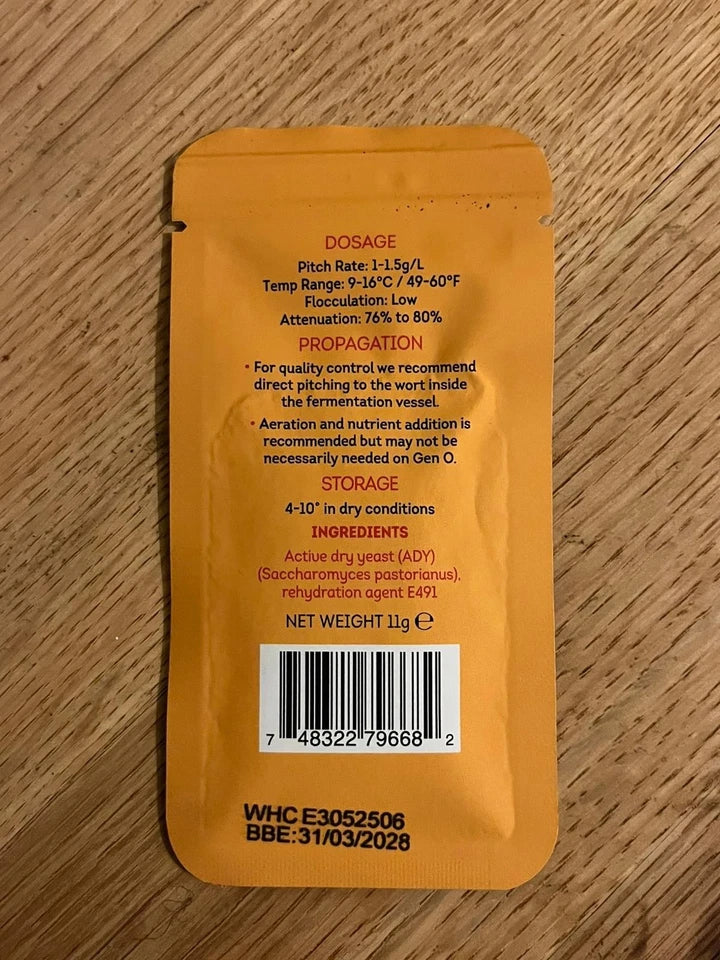 DOSAGE
Pitch Rate: 1-1.5g/L
Temp Range: 9-16°C / 49-60°F
Flocculation: Low
Attenuation: 76% to 80%
PROPAGATION
• For quality control we recommend
direct pitching to the wort inside
the fermentation vessel.
• Aeration and nutrient addition is
recommended but may not be
necessarily needed on Gen 0.
STORAGE
4-10° in dry conditions
INGREDIENTS
Active dry yeast (ADY)
(Saccharomyces pastorianus),
rehydration agent E491
NET WEIGHT 11g ℮
7 48322 79668 2
WHC E3052506
BBE:31/03/2028